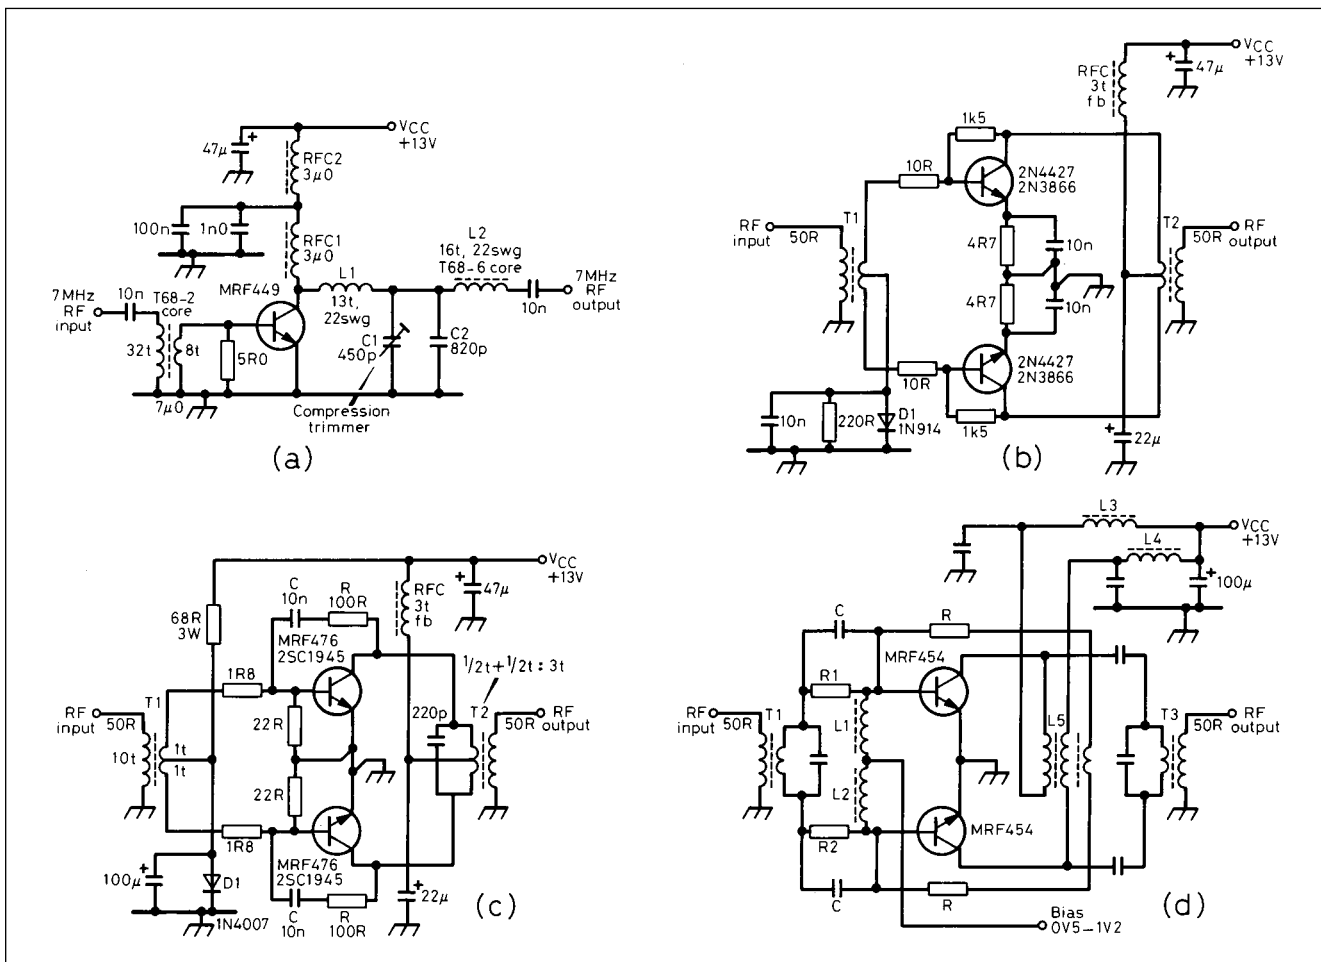 VCC
+13V
47µ
RFC2
3µ0
100n
1n0
RFC1
3µ0
L2
16t, 22swg
T68-6 core
L1
13t,
22swg
MRF449
7MHz
RF
input
10n
T68-2
core
32t
8t
7µ0
5R0
C1
450p
C2
820p
10n
7MHz
RF
output
Compression
trimmer
(a)
VCC
+13V
47µ
RFC
3t
fb
1k5
10R
2N4427
2N3866
RF
input
50R
T1
4R7
10n
4R7
10n
T2
50R
RF
output
2N4427
2N3866
10R
1k5
10n
220R
D1
1N914
22µ
(b)
VCC
+13V
47µ
RFC
3t
fb
68R
3W
C
10n
R
100R
MRF476
2SC1945
1R8
1/2t+1/2t : 3t
RF
input
50R
T1
10t
1t
1t
22R
22R
220p
T2
50R
RF
output
1R8
MRF476
2SC1945
100µ
D1
1N4007
C
10n
R
100R
22µ
(c)
L3
VCC
+13V
L4
100µ
C
R
MRF454
R1
L1
RF
input
50R
T1
L5
T3
50R
RF
output
L2
R2
MRF454
C
R
Bias
0V5–1V2
(d)